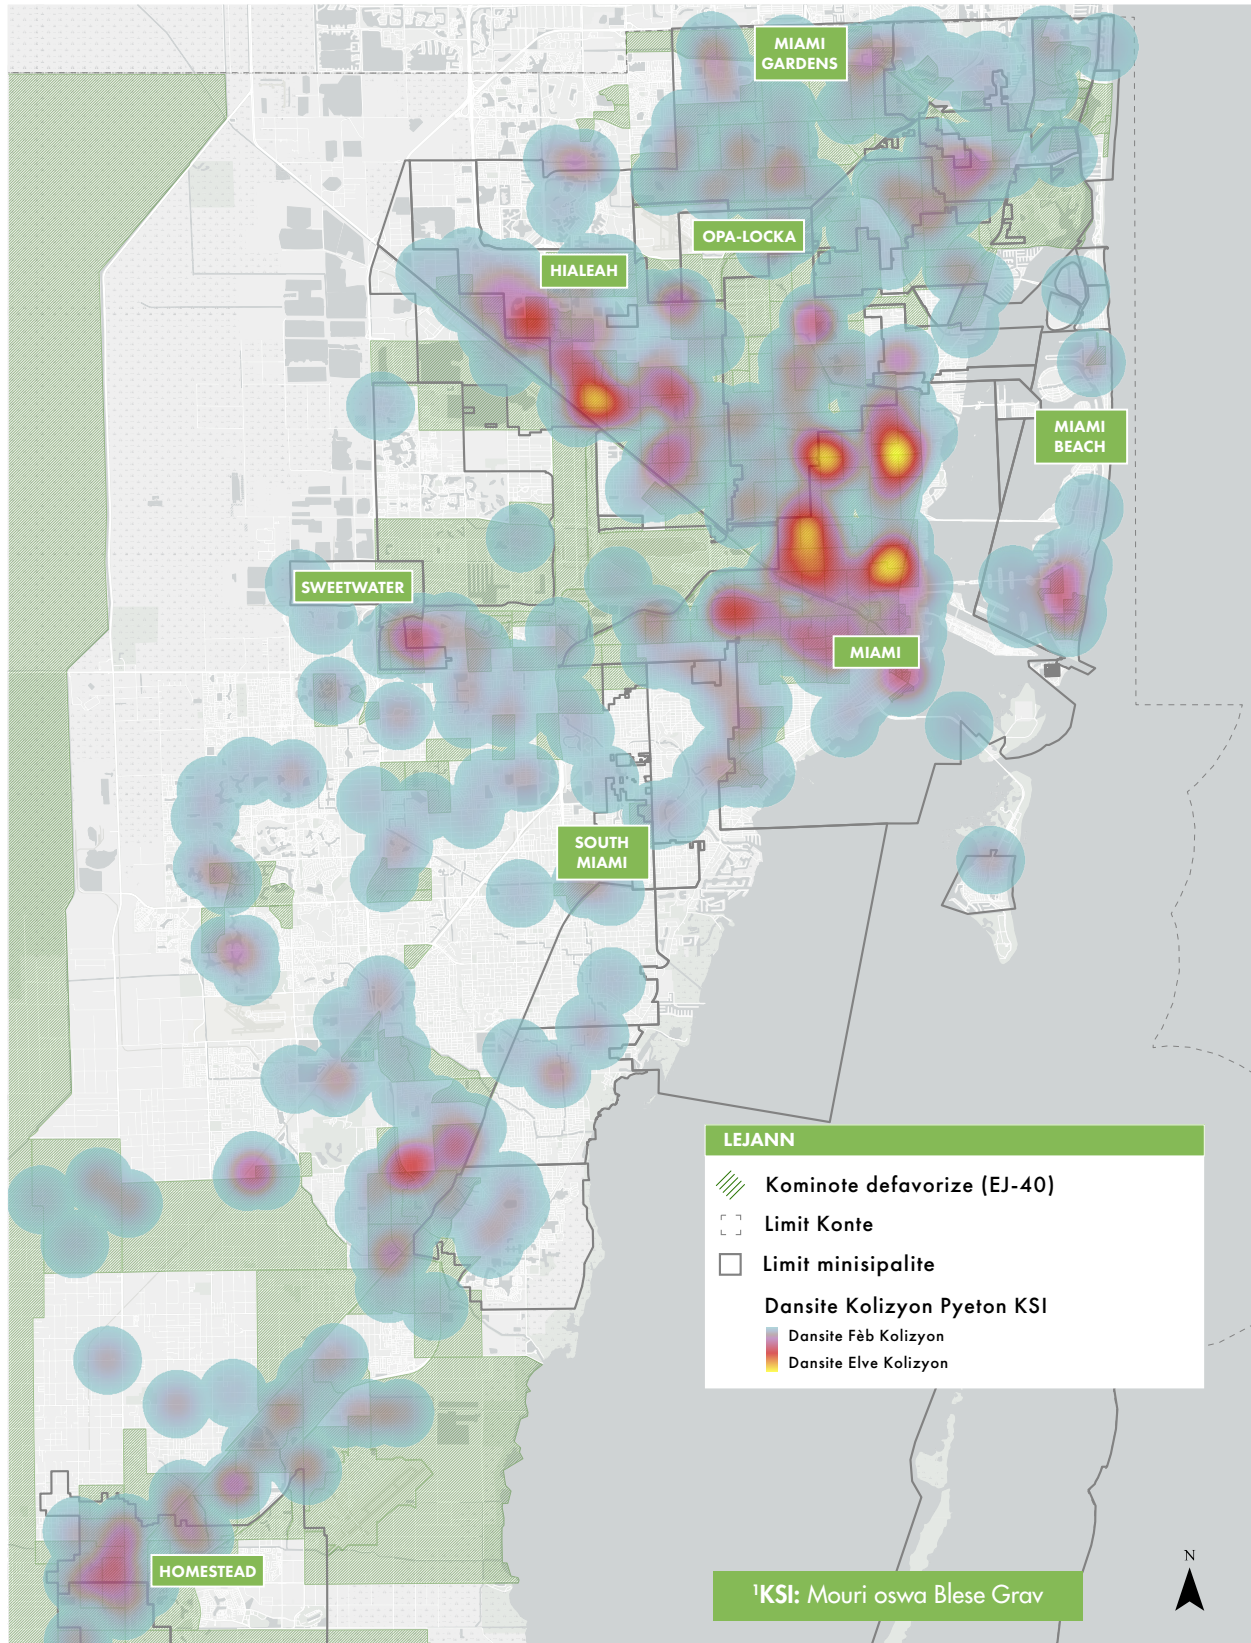 MIAMI
GARDENS
OPA-LOCKA
HIALEAH
MIAMI
BEACH
SWEETWATER
MIAMI
SOUTH
MIAMI
LEJANN
Kominote defavorize (EJ-40)
Limit Konte
Limit minisipalite
Dansite Kolizyon Pyeton KSI
Dansite Fèb Kolizyon
Dansite Elve Kolizyon
HOMESTEAD
¹KSI: Mouri oswa Blese Grav
N